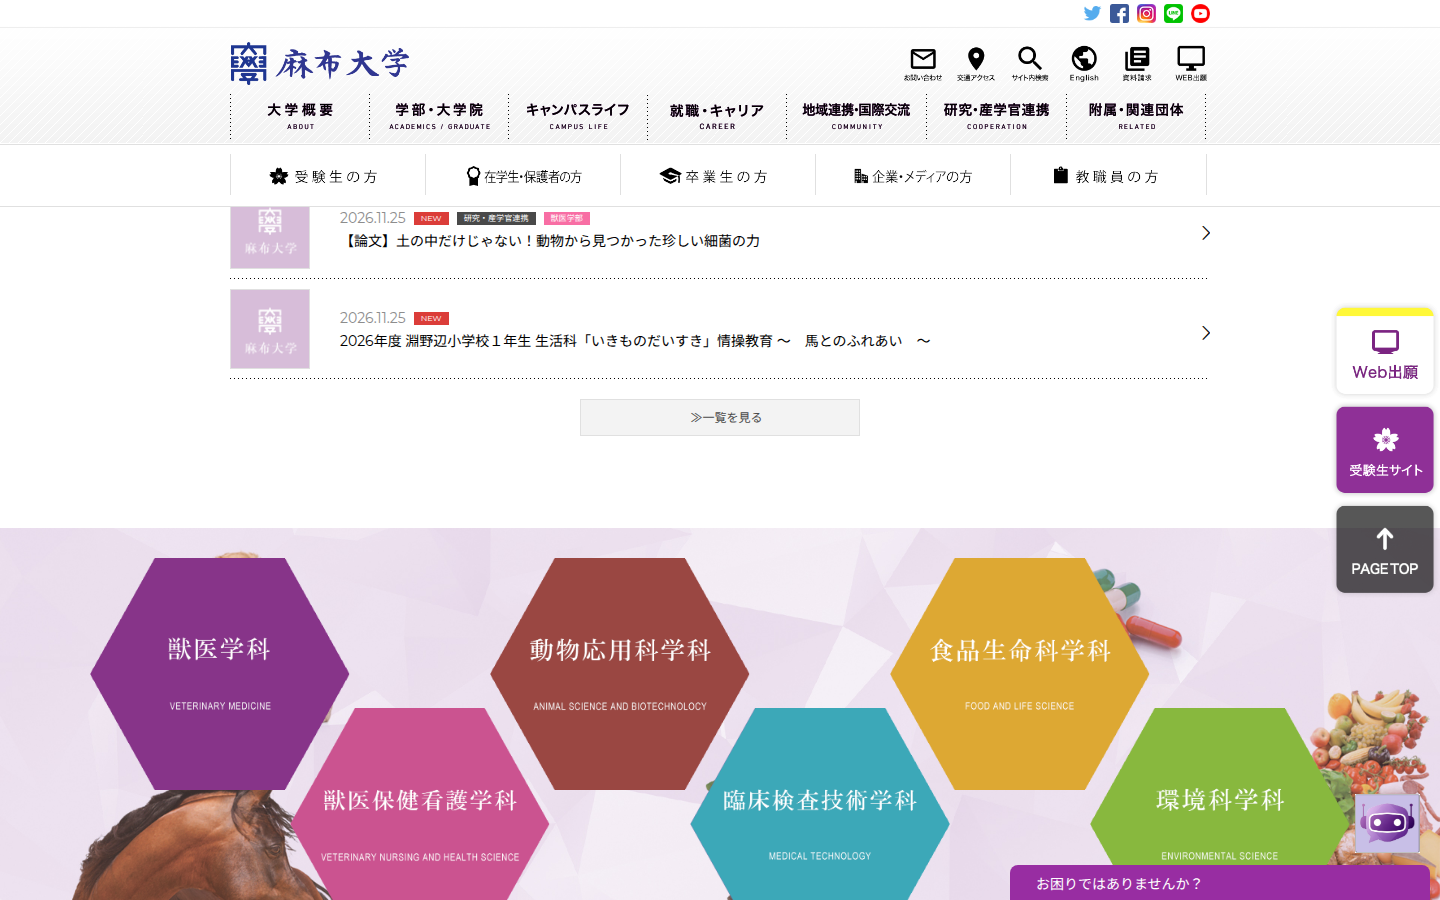 麻布大学
お問い合わせ
交通アクセス
サイト内検索
English
資料請求
WEB出願
大学概要
ABOUT
学部・大学院
ACADEMICS / GRADUATE
キャンパスライフ
CAMPUS LIFE
就職・キャリア
CAREER
地域連携・国際交流
COMMUNITY
研究・産学官連携
COOPERATION
附属・関連団体
RELATED
受験生の方
在学生・保護者の方
卒業生の方
企業・メディアの方
教職員の方
麻布大学
2026.11.25 NEW 研究・産学官連携 獣医学部
【論文】土の中だけじゃない！動物から見つかった珍しい細菌の力
麻布大学
2026.11.25 NEW
2026年度 淵野辺小学校１年生 生活科「いきものだいすき」情操教育 ～　馬とのふれあい　～
≫一覧を見る
Web出願
受験生サイト
PAGE TOP
獣医学科
VETERINARY MEDICINE
動物応用科学科
ANIMAL SCIENCE AND BIOTECHNOLOGY
食品生命科学科
FOOD AND LIFE SCIENCE
獣医保健看護学科
VETERINARY NURSING AND HEALTH SCIENCE
臨床検査技術学科
MEDICAL TECHNOLOGY
環境科学科
ENVIRONMENTAL SCIENCE
お困りではありませんか？